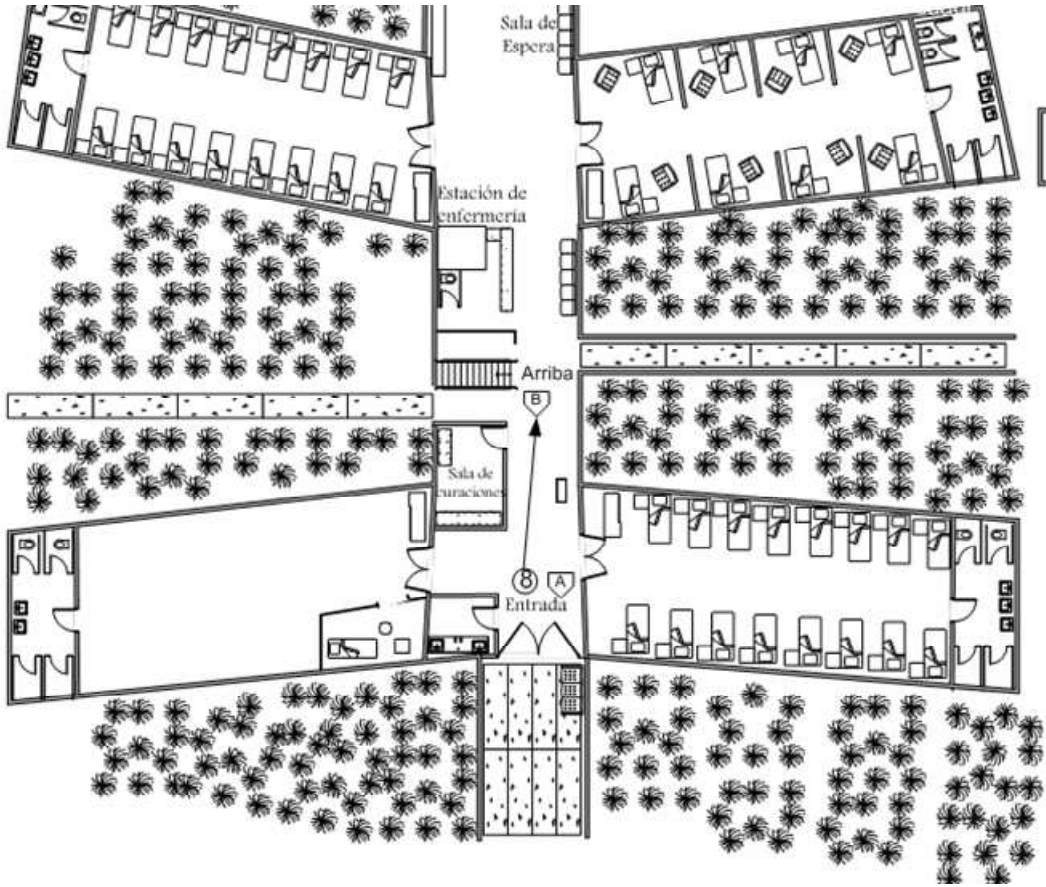 Sala de
Espera
Estación de
enfermería
Arriba
B
Sala de
curaciones
8
A
Entrada